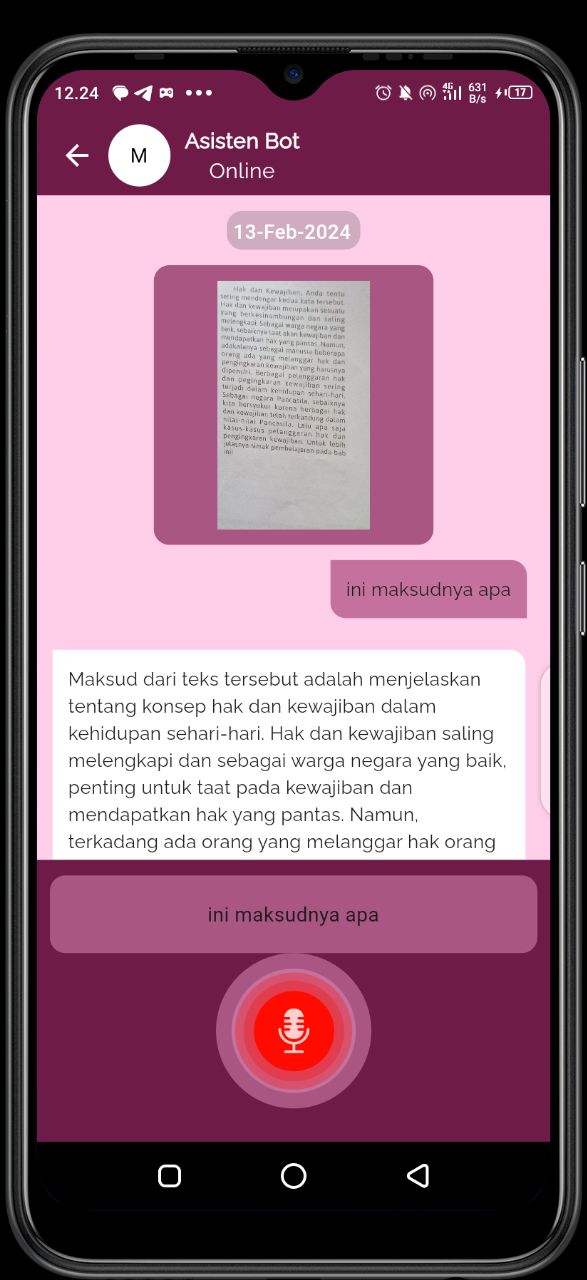 12.24
4G
631
B/s
17
M
Asisten Bot
Online
13-Feb-2024
Hak dan Kewajiban, Anda tentu
sering mendengar kedua kata tersebut.
Hak dan kewajiban merupakan sesuatu
yang berkesinambungan dan saling
melengkapi. Sebagai warga negara yang
baik, sebaiknya taat akan kewajiban dan
mendapatkan hak yang pantas. Namun,
adakalanya sebagai manusia beberapa
orang ada yang melanggar hak dan
pengingkaran kewajiban yang harusnya
dipenuhi. Berbagai pelanggaran hak
dan pegingkaran kewajiban sering
terjadi dalam kehidupan sehari-hari.
Sebagai negara Pancasila, sebaiknya
kita bersyukur karena berbagai hak
dan kewajiban telah terkandung dalam
nilai-nilai Pancasila. Lalu apa saja
kasus-kasus pelanggaran hak dan
pengingkaran kewajiban. Untuk lebih
jelasnya simak pembelajaran pada bab
ini!
ini maksudnya apa
Maksud dari teks tersebut adalah menjelaskan
tentang konsep hak dan kewajiban dalam
kehidupan sehari-hari. Hak dan kewajiban saling
melengkapi dan sebagai warga negara yang baik,
penting untuk taat pada kewajiban dan
mendapatkan hak yang pantas. Namun,
terkadang ada orang yang melanggar hak orang
ini maksudnya apa